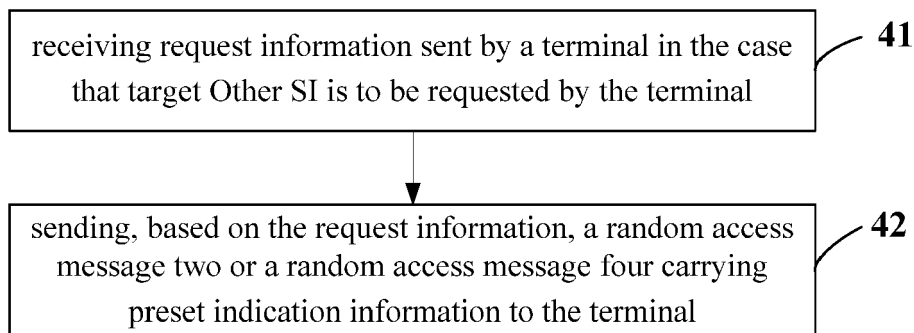 receiving request information sent by a terminal in the case
that target Other SI is to be requested by the terminal
41
sending, based on the request information, a random access
message two or a random access message four carrying
preset indication information to the terminal
42